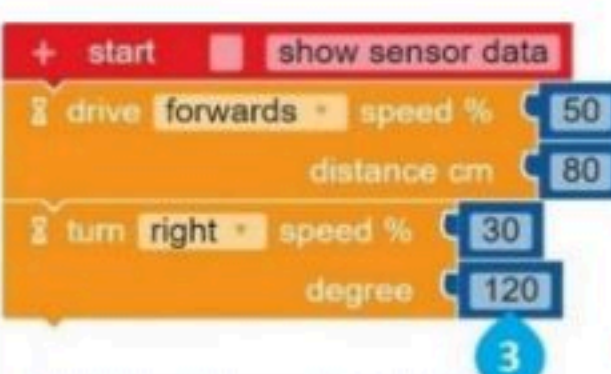 + start show sensor data
drive forwards speed % 50
distance cm 80
turn right speed % 30
degree 120
3